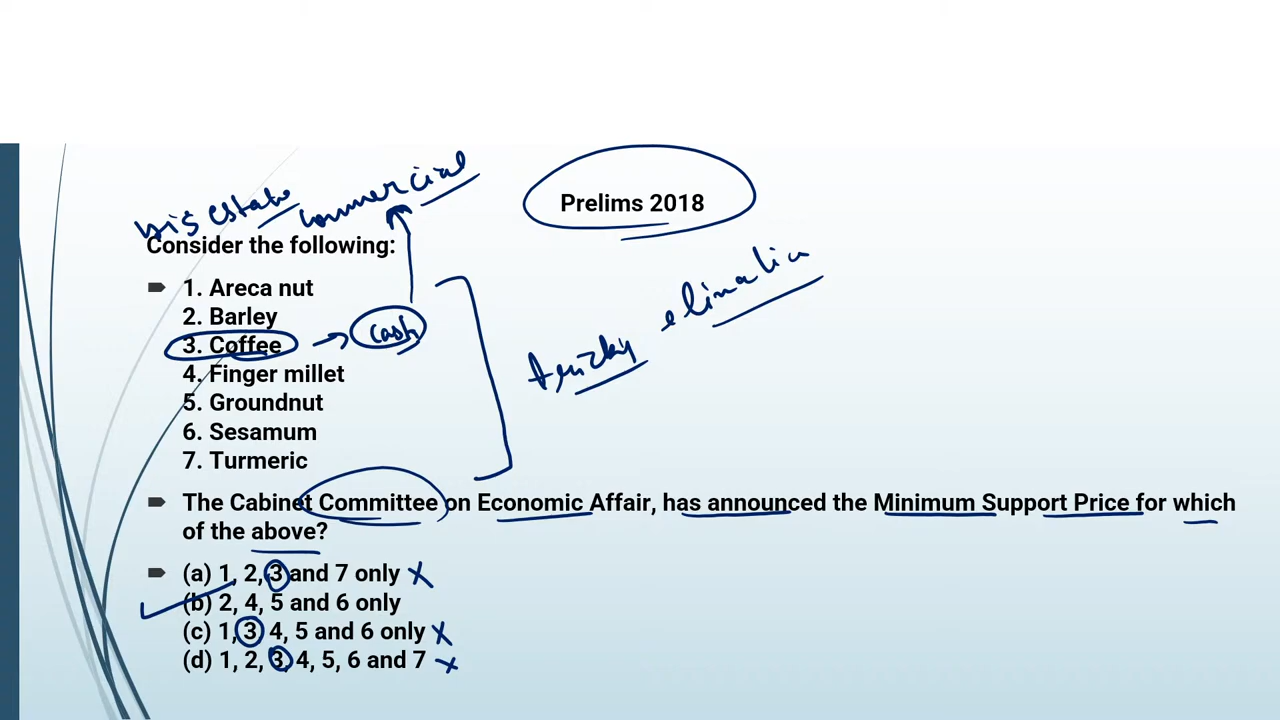 Prelims 2018
commercial
Consider the following:
1. Areca nut
2. Barley
3. Coffee
cash
4. Finger millet
5. Groundnut
6. Sesamum
7. Turmeric
tricky
The Cabinet Committee on Economic Affair, has announced the Minimum Support Price for which
of the above?
(a) 1, 2, 3 and 7 only
(b) 2, 4, 5 and 6 only
(c) 1, 3, 4, 5 and 6 only
(d) 1, 2, 3, 4, 5, 6 and 7